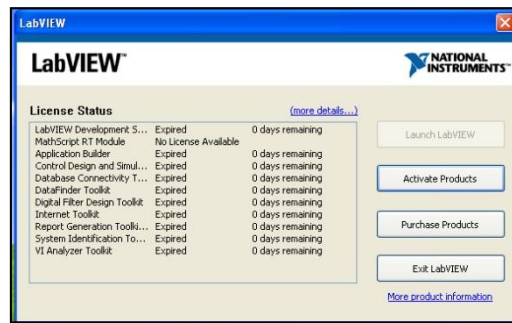 LabVIEW
LabVIEW™
NATIONAL
INSTRUMENTS™
License Status (more details...)
LabVIEW Development S... Expired 0 days remaining
MathScript RT Module No License Available
Application Builder Expired 0 days remaining
Control Design and Simul... Expired 0 days remaining
Database Connectivity T... Expired 0 days remaining
DataFinder Toolkit Expired 0 days remaining
Digital Filter Design Toolkit Expired 0 days remaining
Internet Toolkit Expired 0 days remaining
Report Generation Toolki... Expired 0 days remaining
System Identification To... Expired 0 days remaining
VI Analyzer Toolkit Expired 0 days remaining
Launch LabVIEW
Activate Products
Purchase Products
Exit LabVIEW
More product information